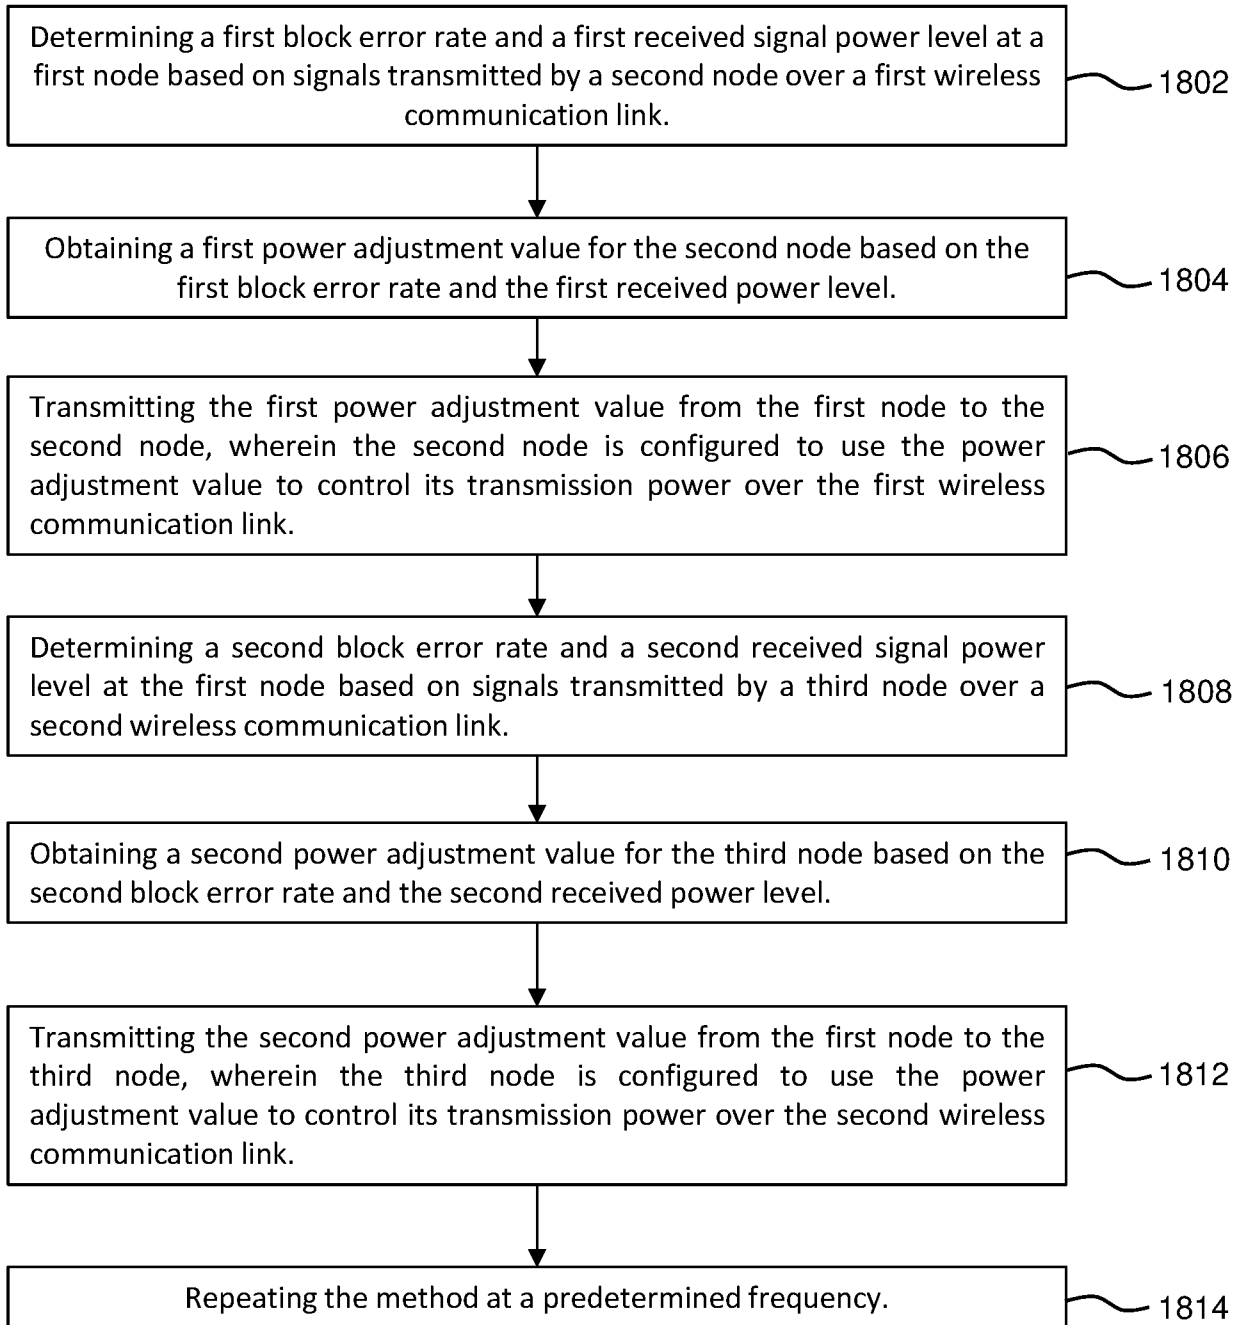 Determining a first block error rate and a first received signal power level at a
first node based on signals transmitted by a second node over a first wireless
communication link.
1802
Obtaining a first power adjustment value for the second node based on the
first block error rate and the first received power level.
1804
Transmitting the first power adjustment value from the first node to the
second node, wherein the second node is configured to use the power
adjustment value to control its transmission power over the first wireless
communication link.
1806
Determining a second block error rate and a second received signal power
level at the first node based on signals transmitted by a third node over a
second wireless communication link.
1808
Obtaining a second power adjustment value for the third node based on the
second block error rate and the second received power level.
1810
Transmitting the second power adjustment value from the first node to the
third node, wherein the third node is configured to use the power
adjustment value to control its transmission power over the second wireless
communication link.
1812
Repeating the method at a predetermined frequency.
1814